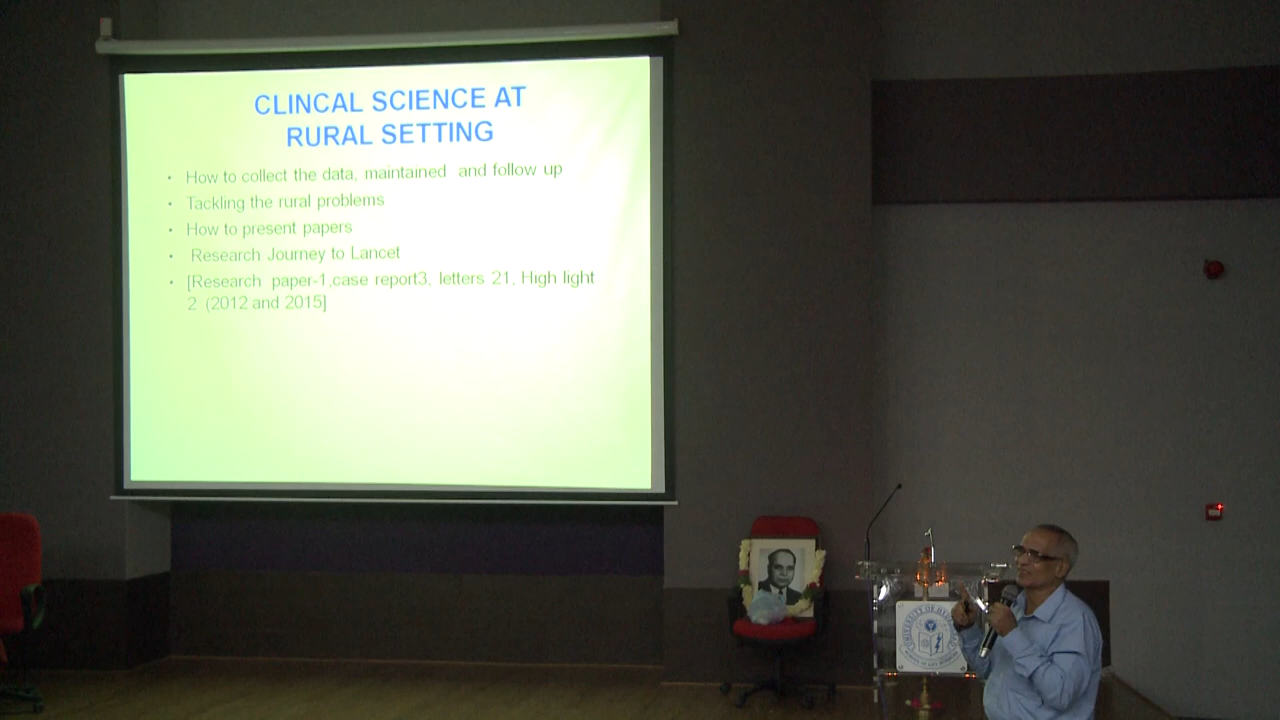 CLINCAL SCIENCE AT
RURAL SETTING
• How to collect the data, maintained and follow up
• Tackling the rural problems
• How to present papers
• Research Journey to Lancet
• [Research paper-1,case report3, letters 21, High light
2 (2012 and 2015]
UNIVERSITY OF